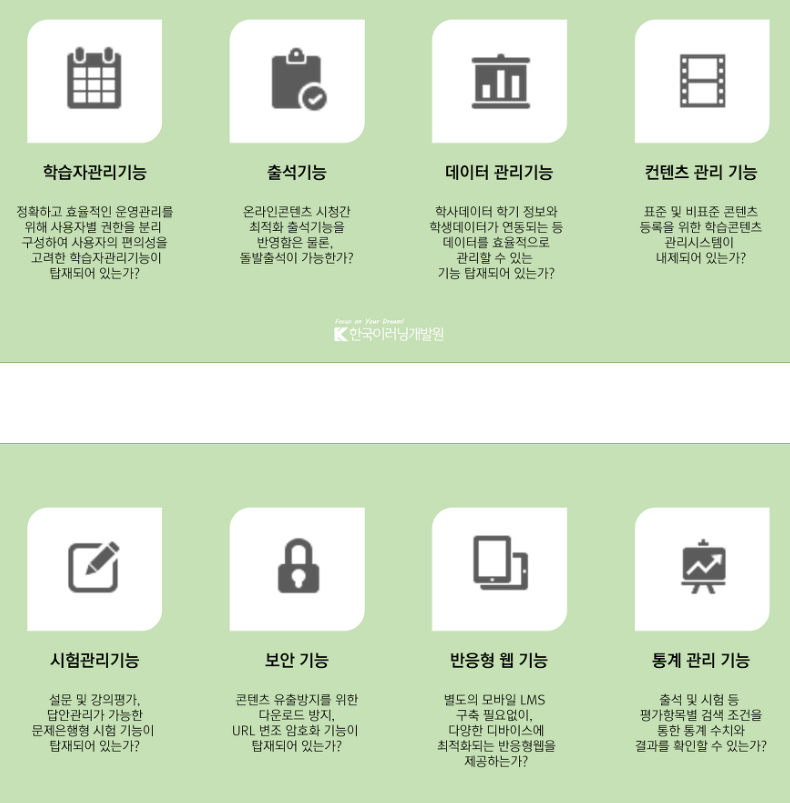 학습자관리기능
정확하고 효율적인 운영관리를
위해 사용자별 권한을 분리
구성하여 사용자의 편의성을
고려한 학습자관리기능이
탑재되어 있는가?
출석기능
온라인콘텐츠 시청간
최적화 출석기능을
반영함은 물론,
돌발출석이 가능한가?
데이터 관리기능
학사데이터 학기 정보와
학생데이터가 연동되는 등
데이터를 효율적으로
관리할 수 있는
기능 탑재되어 있는가?
컨텐츠 관리 기능
표준 및 비표준 콘텐츠
등록을 위한 학습콘텐츠
관리시스템이
내제되어 있는가?
Focus on Your Dream!
한국이러닝개발원
시험관리기능
설문 및 강의평가,
답안관리가 가능한
문제은행형 시험 기능이
탑재되어 있는가?
보안 기능
콘텐츠 유출방지를 위한
다운로드 방지,
URL 변조 암호화 기능이
탑재되어 있는가?
반응형 웹 기능
별도의 모바일 LMS
구축 필요없이,
다양한 디바이스에
최적화되는 반응형웹을
제공하는가?
통계 관리 기능
출석 및 시험 등
평가항목별 검색 조건을
통한 통계 수치와
결과를 확인할 수 있는가?